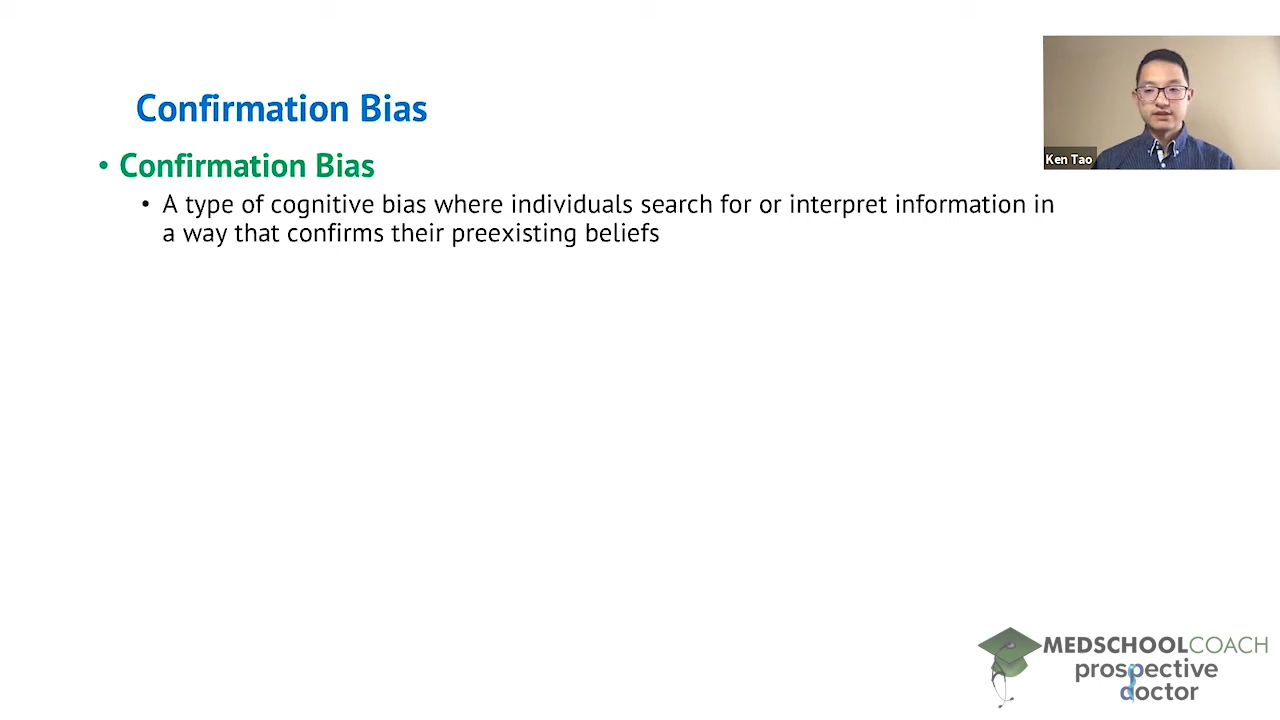 Confirmation Bias
• Confirmation Bias
• A type of cognitive bias where individuals search for or interpret information in
a way that confirms their preexisting beliefs
Ken Tao
MEDSCHOOLCOACH
prospective
doctor